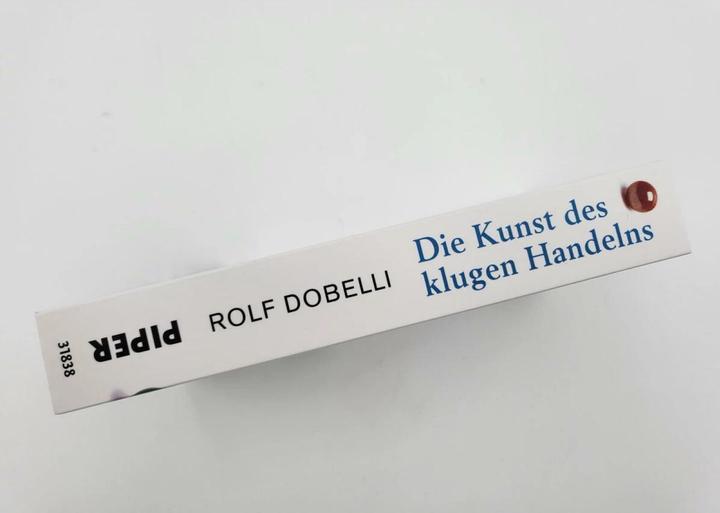 Die Kunst des
klugen Handelns
ROLF DOBELLI
PIPER
31838